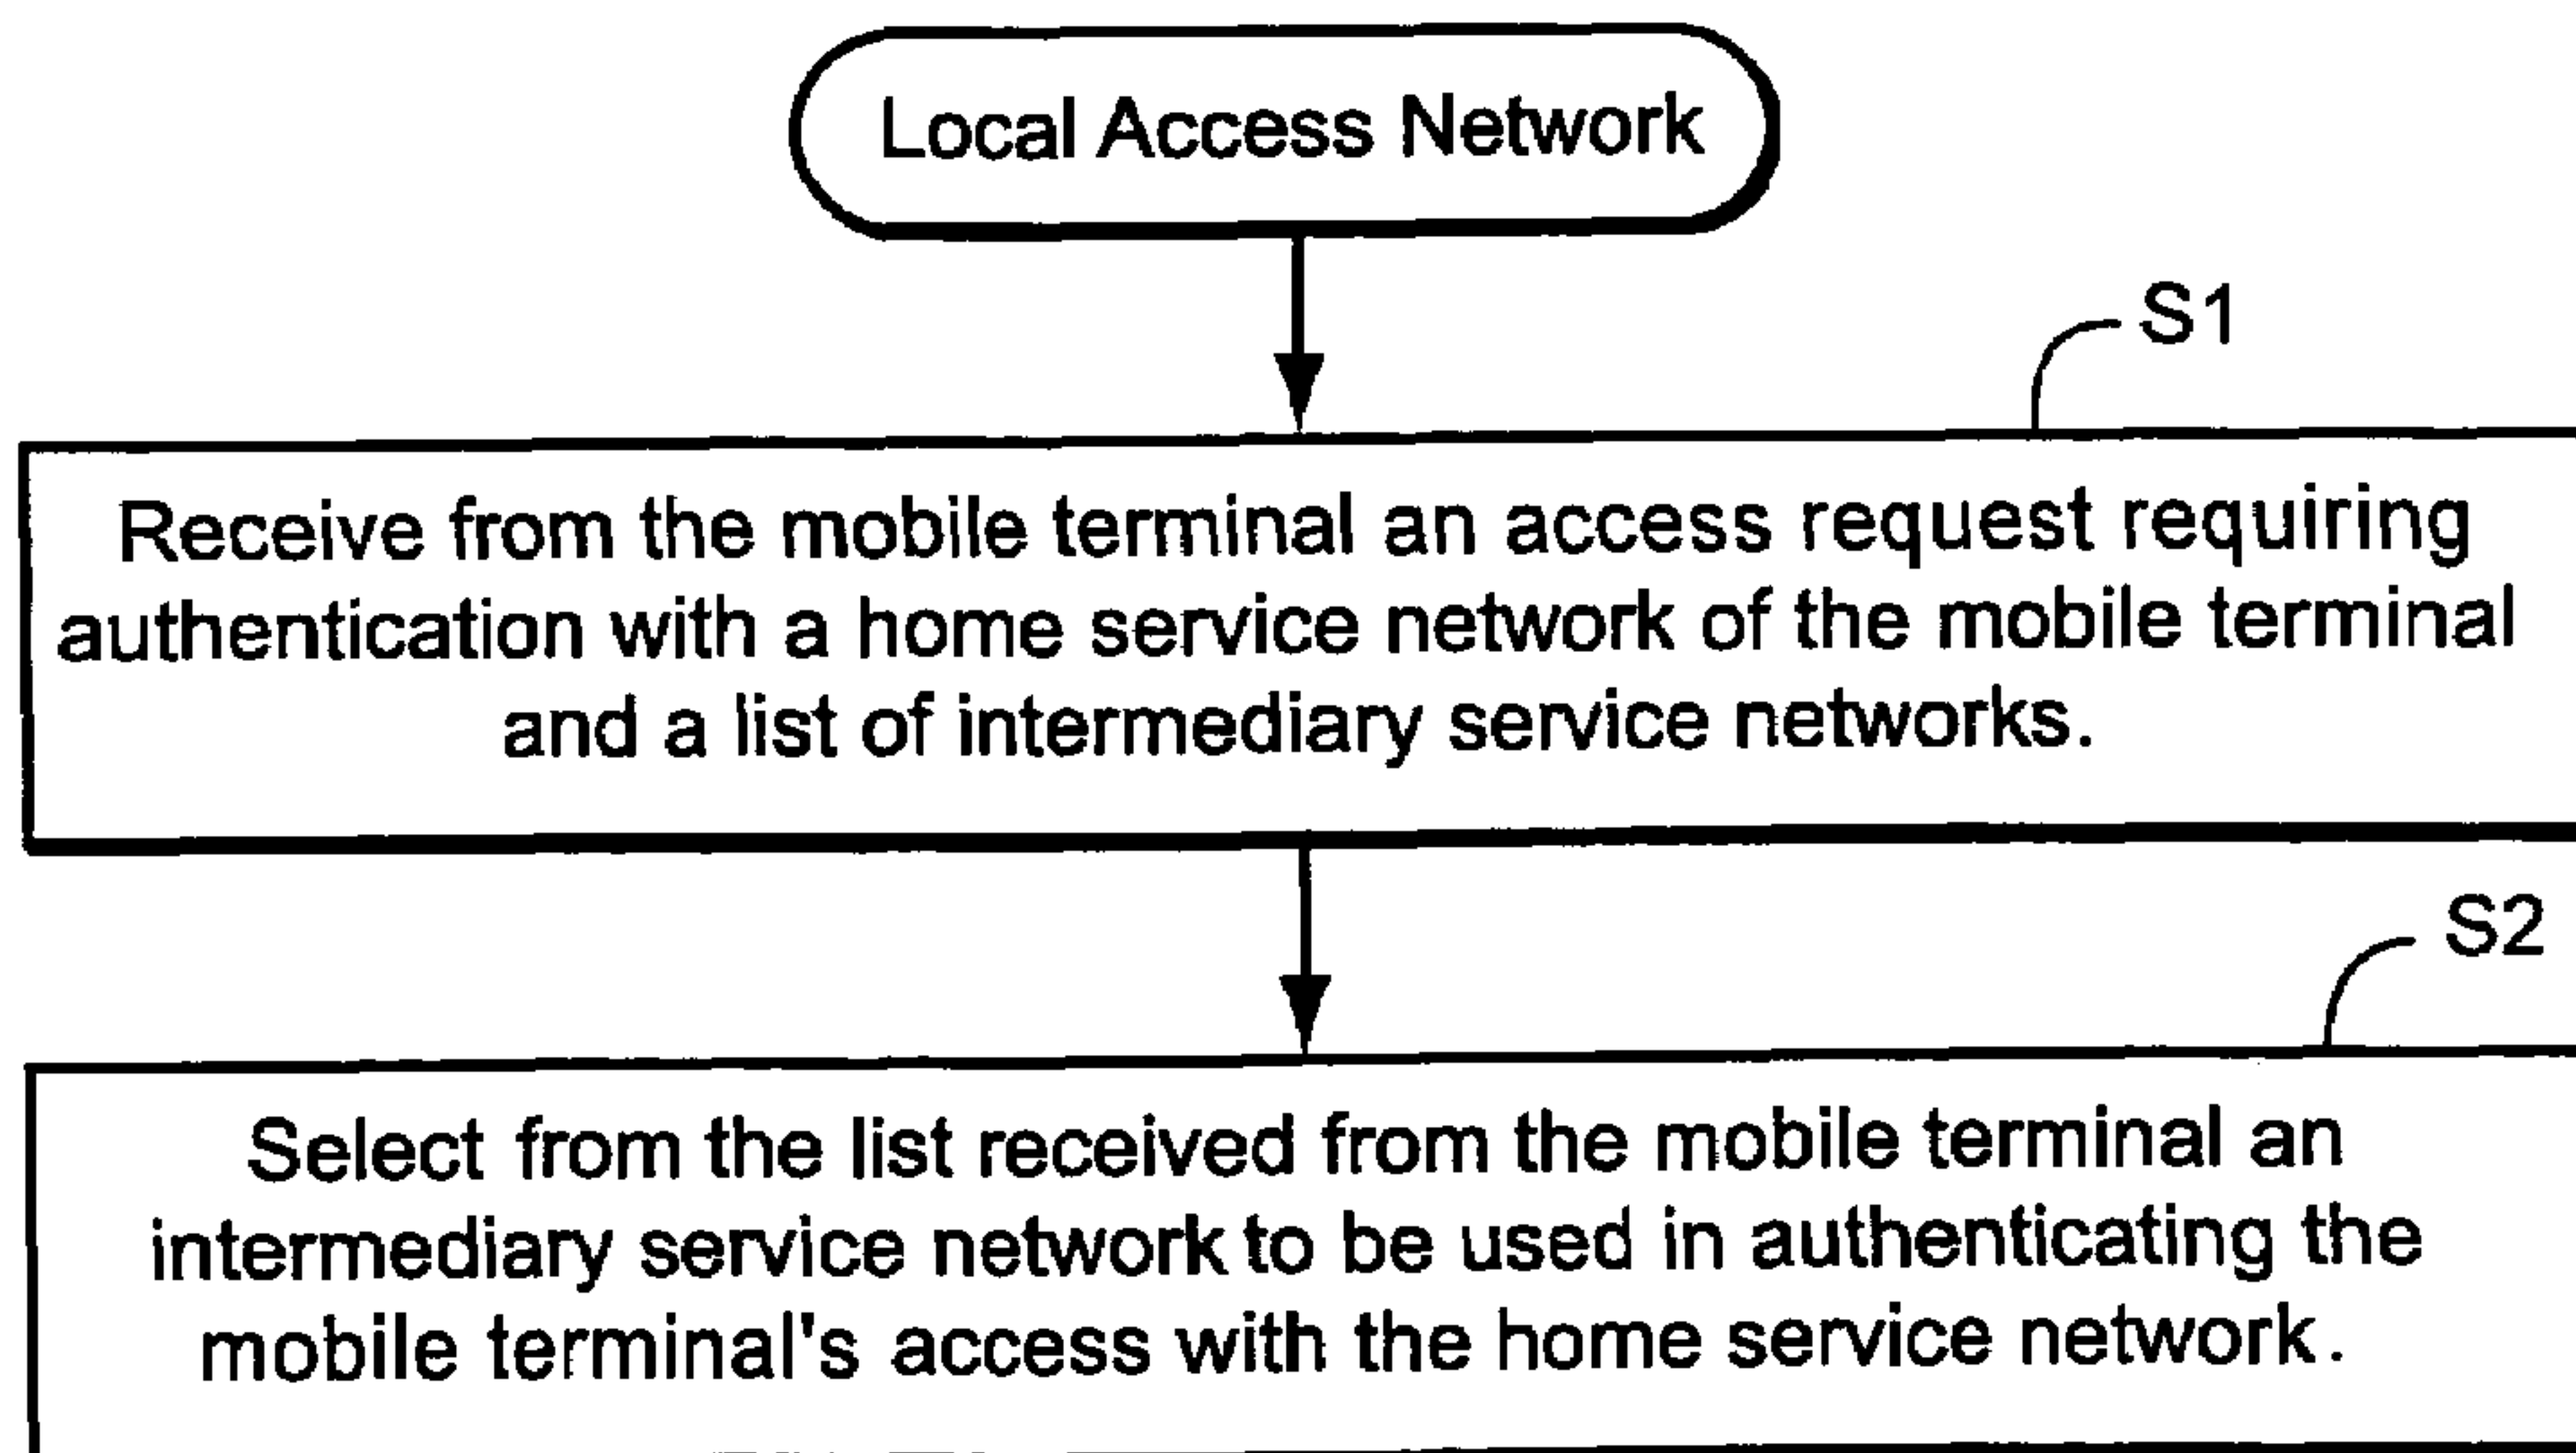 Local Access Network
S1
Receive from the mobile terminal an access request requiring
authentication with a home service network of the mobile terminal
and a list of intermediary service networks.
S2
Select from the list received from the mobile terminal an
intermediary service network to be used in authenticating the
mobile terminal's access with the home service network.